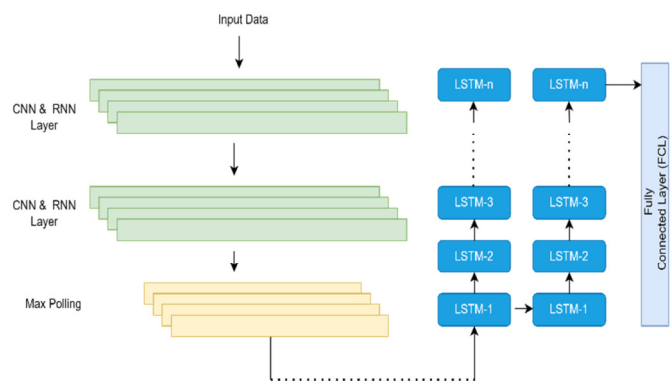 Input Data
CNN & RNN
Layer
CNN & RNN
Layer
Max Polling
LSTM-n
LSTM-3
LSTM-2
LSTM-1
LSTM-n
LSTM-3
LSTM-2
LSTM-1
Fully
Connected Layer (FCL)